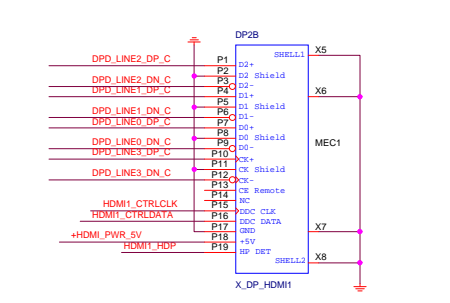 DP2B
DPD_LINE2_DP_C P1 D2+ SHELL1 X5
P2 D2 Shield
DPD_LINE2_DN_C P3 D2-
DPD_LINE1_DP_C P4 D1+ X6
P5 D1 Shield
DPD_LINE1_DN_C P6 D1-
DPD_LINE0_DP_C P7 D0+
P8 D0 Shield MEC1
DPD_LINE0_DN_C P9 D0-
DPD_LINE3_DP_C P10 CK+
P11 CK Shield
DPD_LINE3_DN_C P12 CK-
P13 CE Remote
P14 NC
HDMI1_CTRLCLK P15 DDC CLK
HDMI1_CTRLDATA P16 DDC DATA
P17 GND X7
+HDMI_PWR_5V P18 +5V
HDMI1_HDP P19 HP DET
SHELL2 X8
X_DP_HDMI1